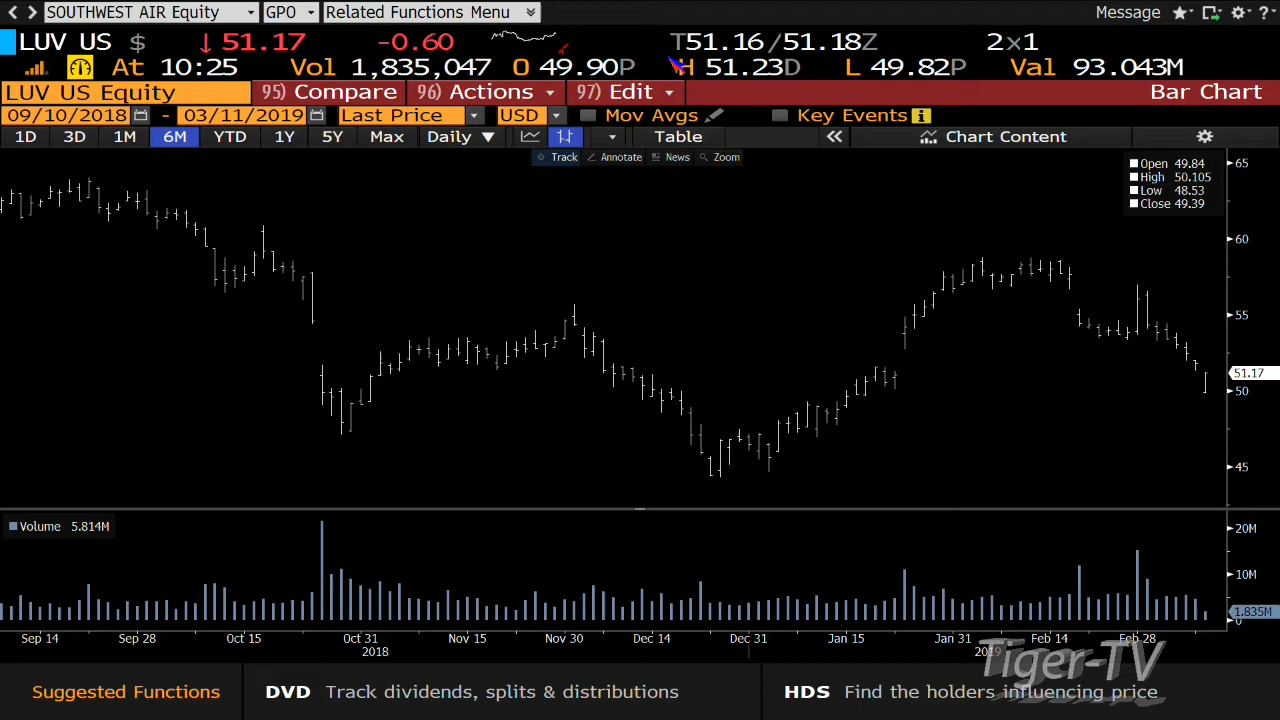 SOUTHWEST AIR Equity GPO Related Functions Menu Message ?
LUV US $ ↓51.17 -0.60 T51.16/51.18Z 2x1
At 10:25 Vol 1,835,047 O 49.90P H 51.23D L 49.82P Val 93.043M
LUV US Equity 95) Compare 96) Actions 97) Edit Bar Chart
09/10/2018 - 03/11/2019 Last Price USD Mov Avgs Key Events i
1D 3D 1M 6M YTD 1Y 5Y Max Daily ▼ Table « Chart Content
Track Annotate News Zoom
Open 49.84
High 50.105
Low 48.53
Close 49.39
65
60
55
51.17
50
45
Volume 5.814M
20M
10M
1.835M
0
Sep 14 Sep 28 Oct 15 Oct 31 Nov 15 Nov 30 Dec 14 Dec 31 Jan 15 Jan 31 Feb 14 Feb 28
2018 2019
Tiger-TV
Suggested Functions DVD Track dividends, splits & distributions HDS Find the holders influencing price